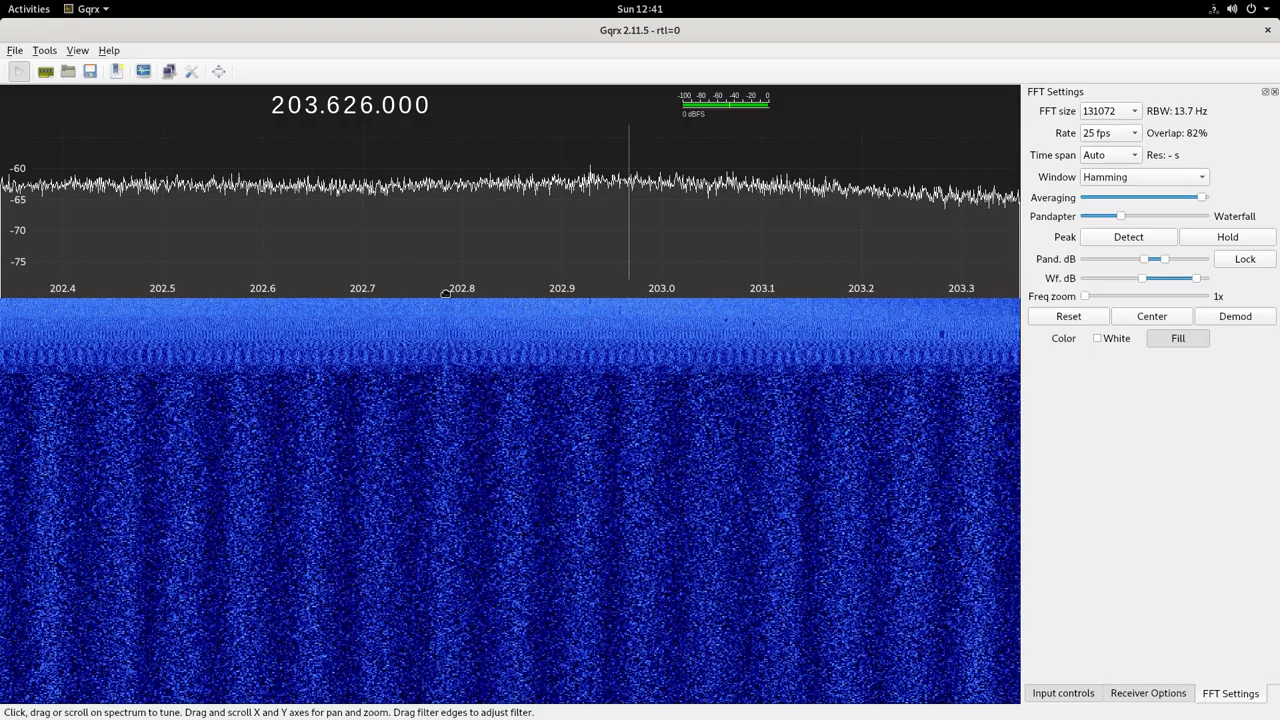 Activities Gqrx Sun 12:41
Gqrx 2.11.5 - rtl=0
File Tools View Help
203.626.000
-100 -80 -60 -40 -20 0
0 dBFS
-60
-65
-70
-75
202.4 202.5 202.6 202.7 202.8 202.9 203.0 203.1 203.2 203.3
FFT Settings
FFT size 131072 RBW: 13.7 Hz
Rate 25 fps Overlap: 82%
Time span Auto Res: - s
Window Hamming
Averaging
Pandapter Waterfall
Peak Detect Hold
Pand. dB Lock
Wf. dB
Freq zoom 1x
Reset Center Demod
Color White Fill
Input controls Receiver Options FFT Settings
Click, drag or scroll on spectrum to tune. Drag and scroll X and Y axes for pan and zoom. Drag filter edges to adjust filter.